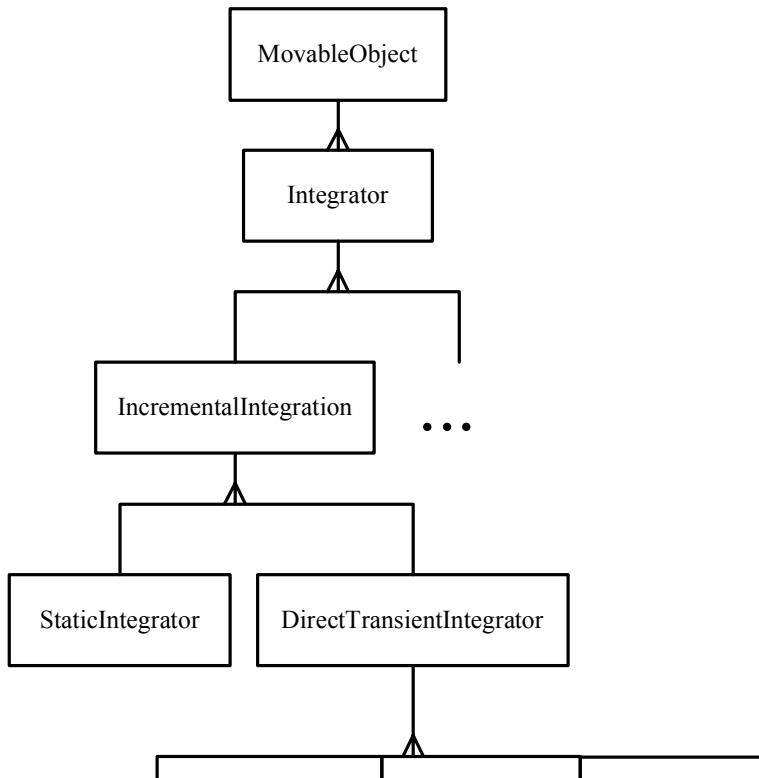 MovableObject
Integrator
IncrementalIntegration
...
StaticIntegrator
DirectTransientIntegrator